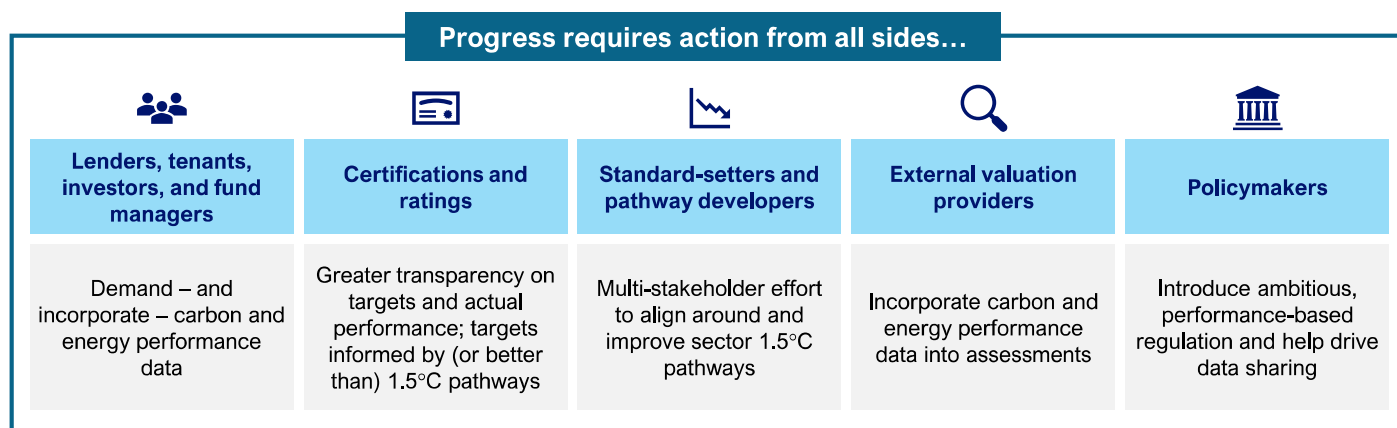 Progress requires action from all sides…
Lenders, tenants,
investors, and fund
managers
Demand – and
incorporate – carbon and
energy performance
data
Certifications and
ratings
Greater transparency on
targets and actual
performance; targets
informed by (or better
than) 1.5°C pathways
Standard-setters and
pathway developers
Multi-stakeholder effort
to align around and
improve sector 1.5°C
pathways
External valuation
providers
Incorporate carbon and
energy performance
data into assessments
Policymakers
Introduce ambitious,
performance-based
regulation and help drive
data sharing